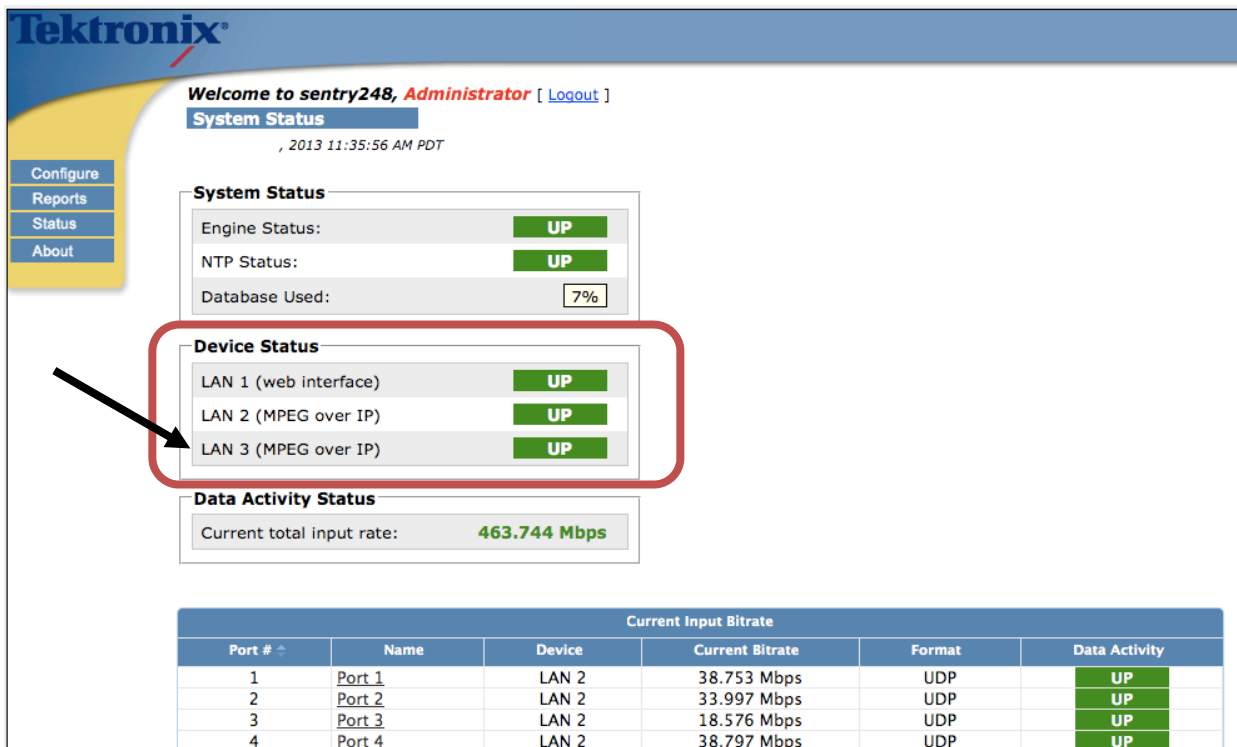 Tektronix®
Welcome to sentry248, Administrator [ Logout ]
System Status
, 2013 11:35:56 AM PDT
Configure
Reports
Status
About
System Status
Engine Status: UP
NTP Status: UP
Database Used: 7%
Device Status
LAN 1 (web interface) UP
LAN 2 (MPEG over IP) UP
LAN 3 (MPEG over IP) UP
Data Activity Status
Current total input rate: 463.744 Mbps
Current Input Bitrate
Port # Name Device Current Bitrate Format Data Activity
1 Port 1 LAN 2 38.753 Mbps UDP UP
2 Port 2 LAN 2 33.997 Mbps UDP UP
3 Port 3 LAN 2 18.576 Mbps UDP UP
4 Port 4 LAN 2 38.797 Mbps UDP UP